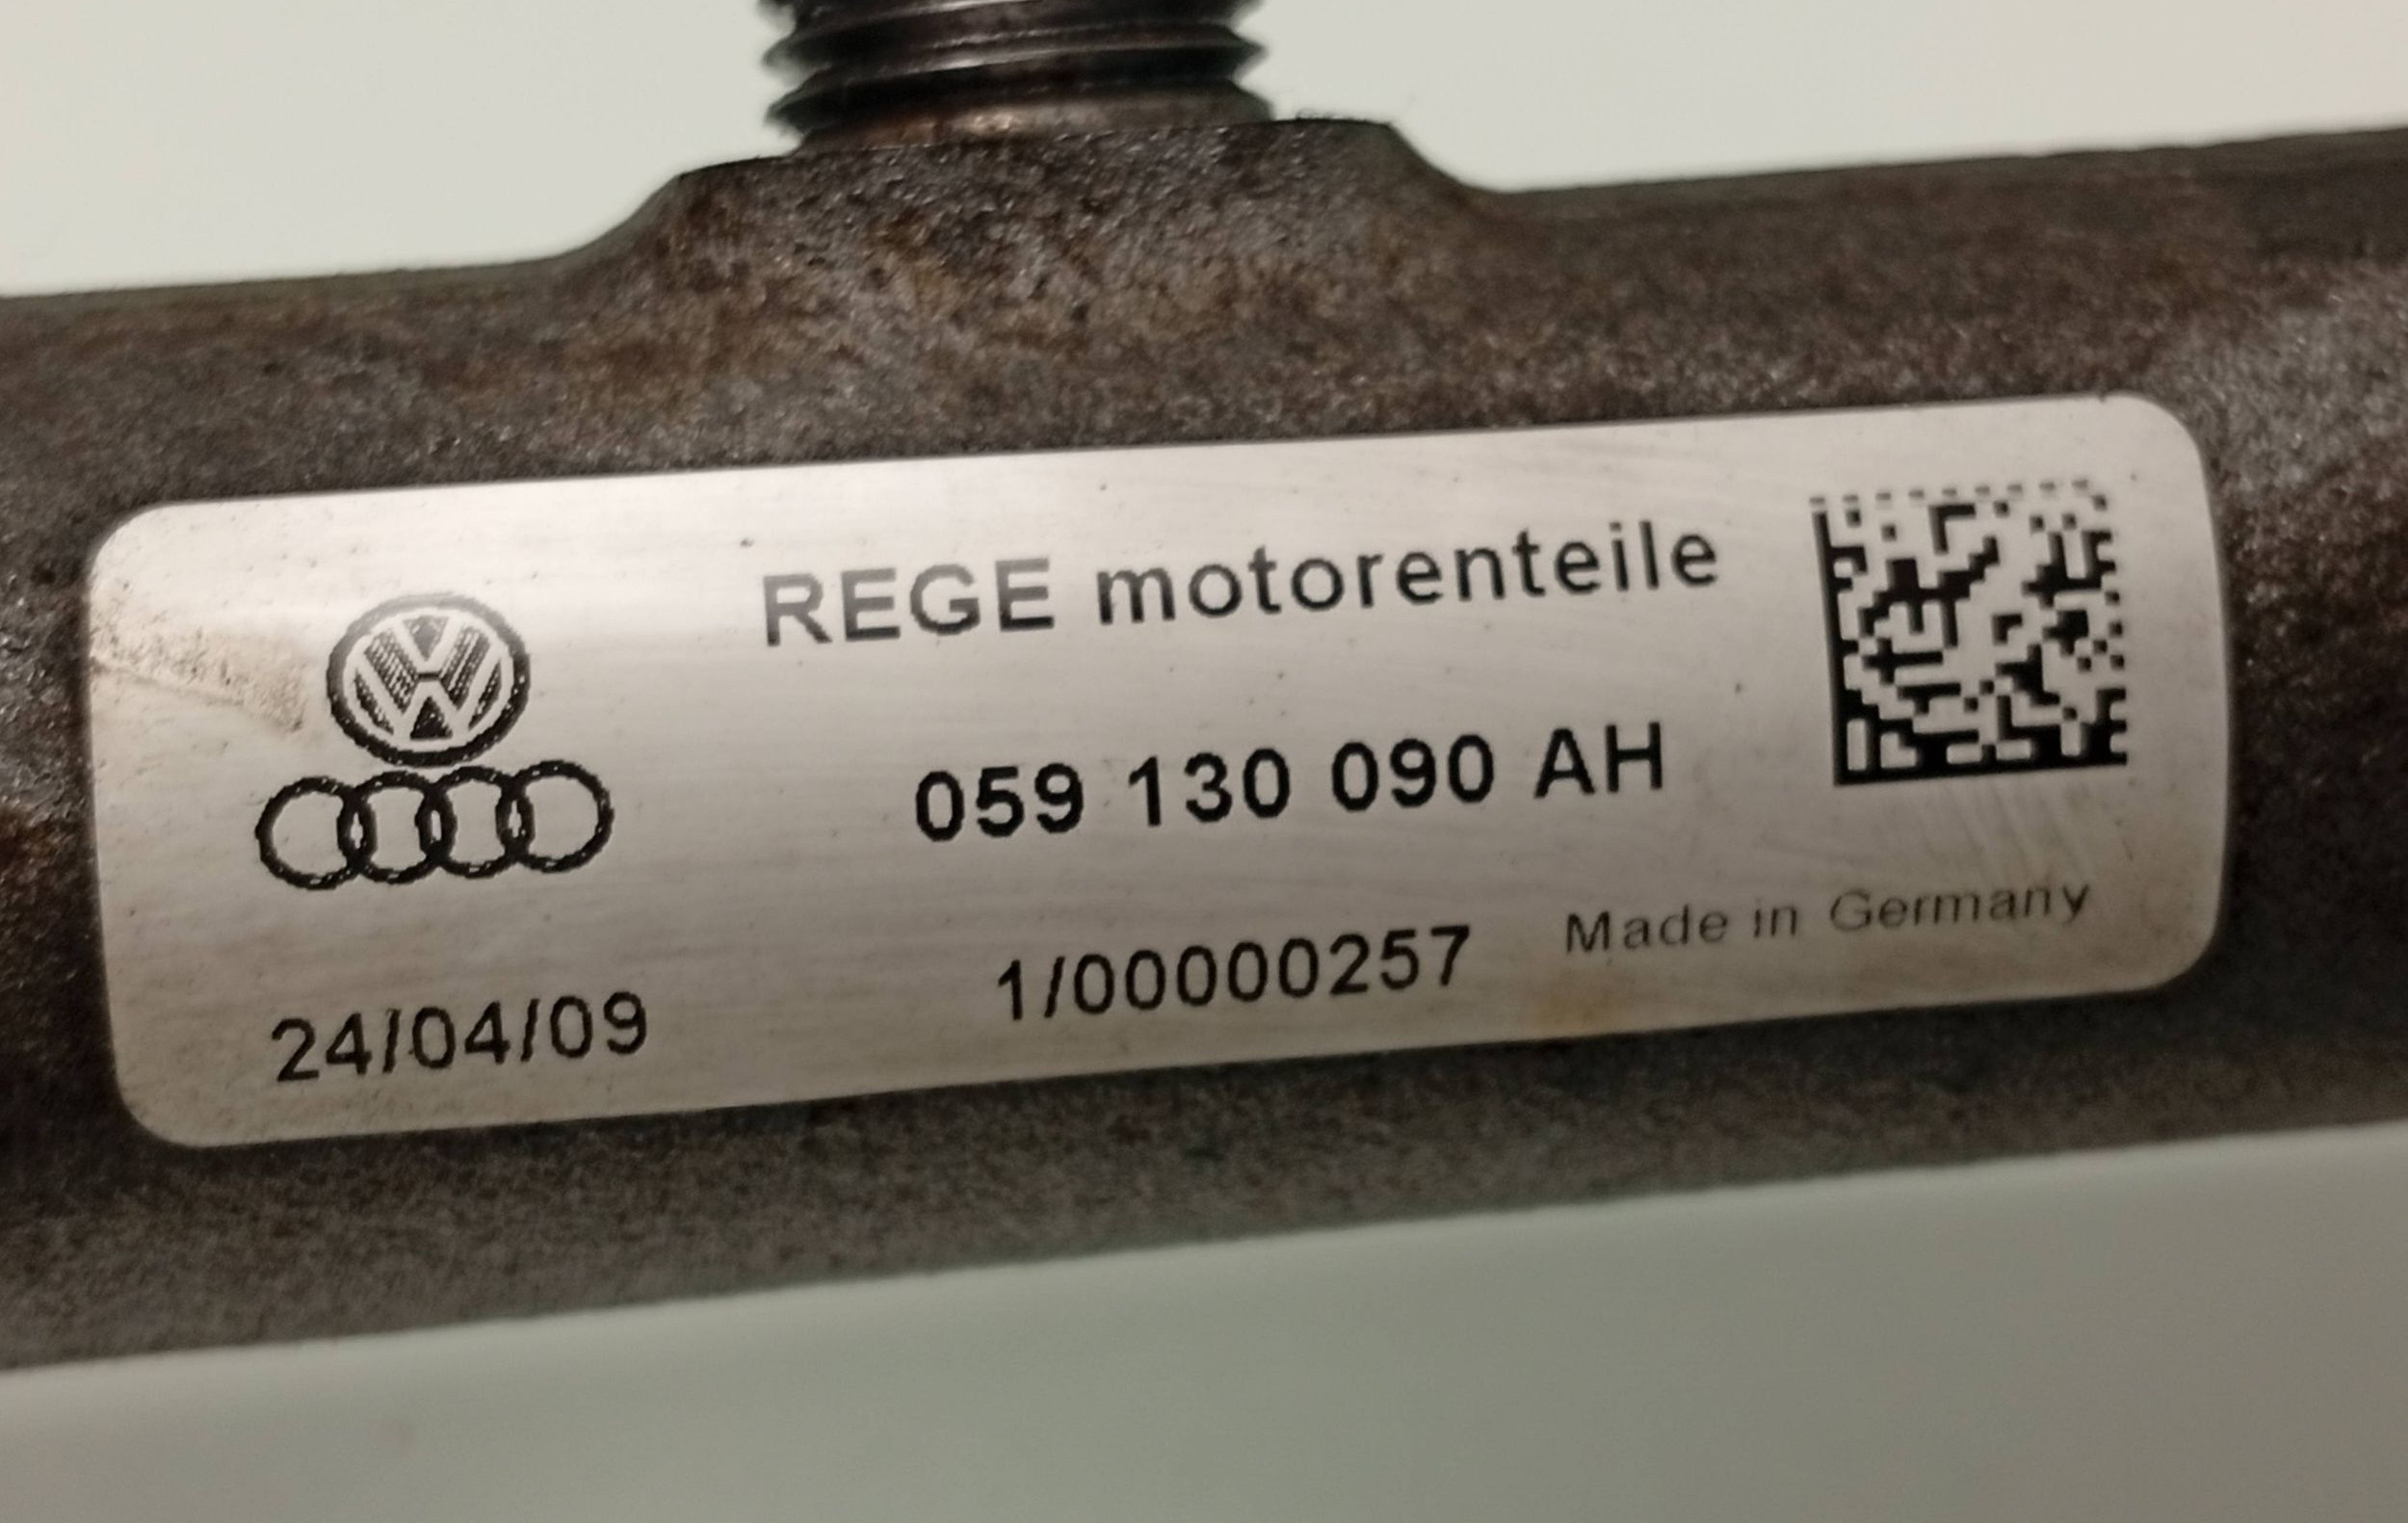 REGE motorenteile
059 130 090 AH
24/04/09
1/00000257
Made in Germany